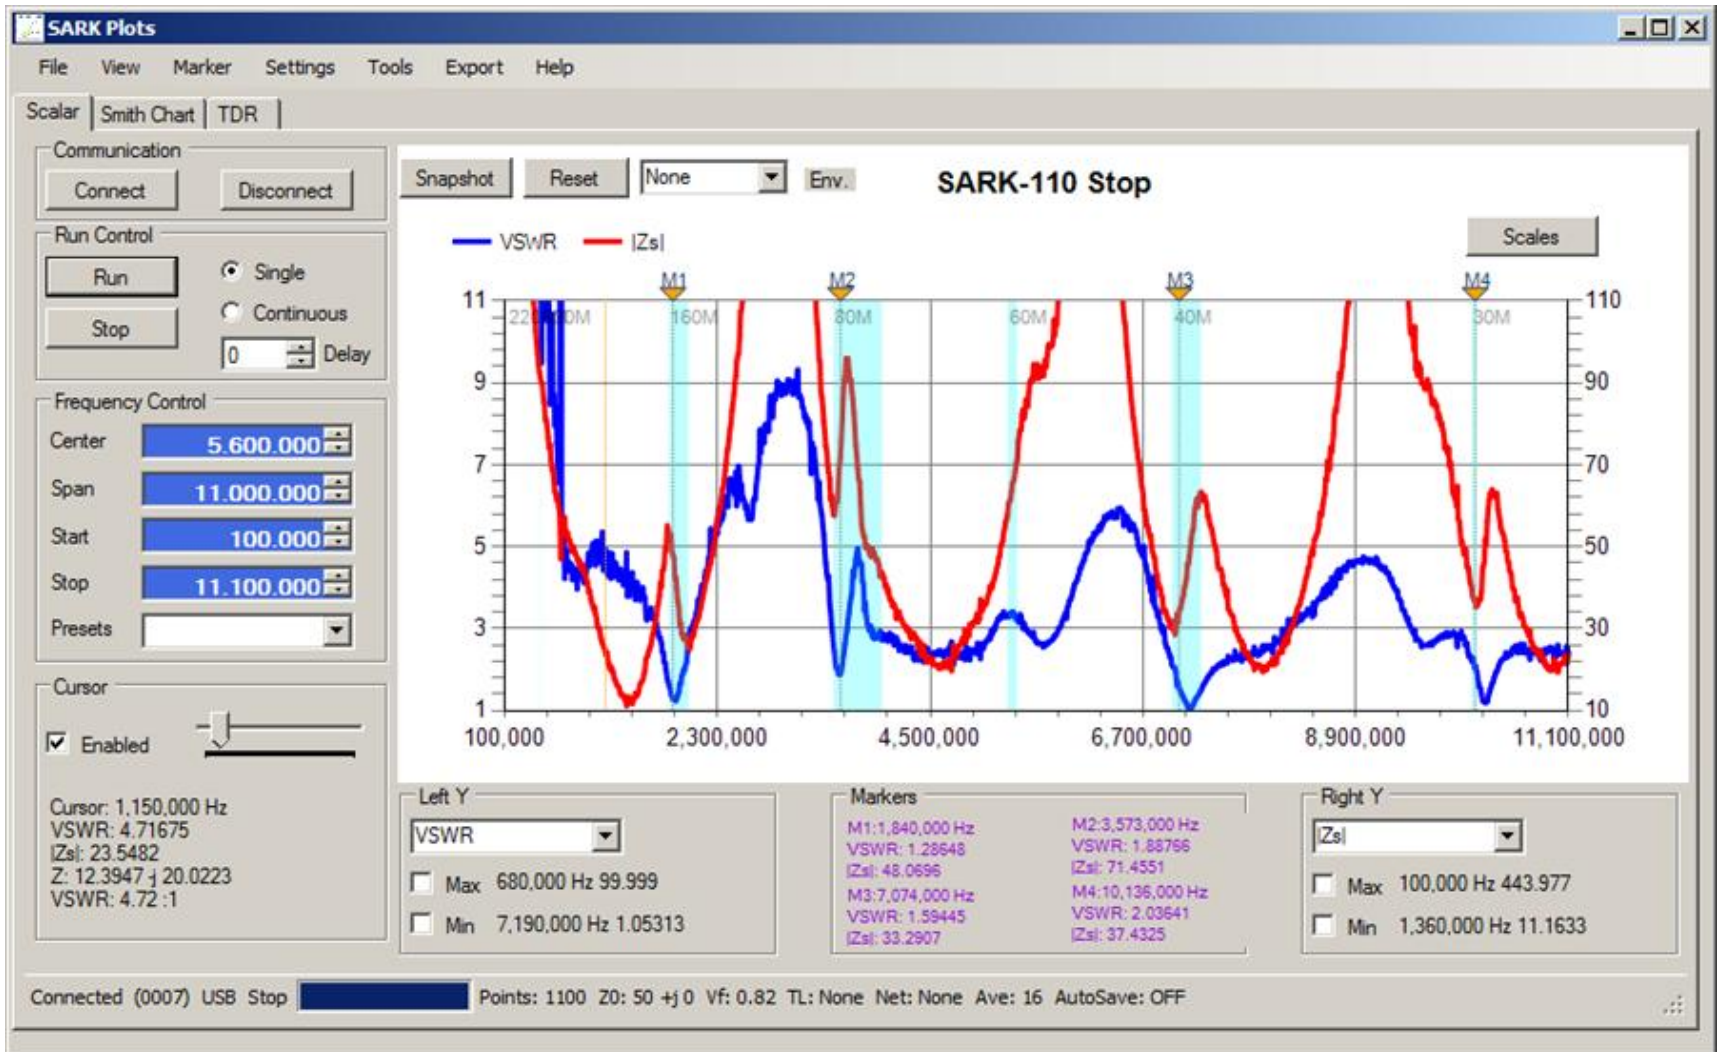 SARK Plots
File View Marker Settings Tools Export Help
Scalar Smith Chart TDR
Communication
Connect Disconnect
Run Control
Run Single
Continuous
Stop
0 Delay
Frequency Control
Center 5.600.000
Span 11.000.000
Start 100.000
Stop 11.100.000
Presets
Cursor
Enabled
Cursor: 1,150,000 Hz
VSWR: 4.71675
|Zs|: 23.5482
Z: 12.3947 -j 20.0223
VSWR: 4.72 :1
Snapshot Reset None Env. SARK-110 Stop
VSWR |Zs| Scales
M1 M2 M3 M4
160M 80M 60M 40M 30M
11 110
9 90
7 70
5 50
3 30
1 10
100,000 2,300,000 4,500,000 6,700,000 8,900,000 11,100,000
Left Y
VSWR
Max 680,000 Hz 99.999
Min 7,190,000 Hz 1.05313
Markers
M1:1,840,000 Hz
VSWR: 1.28648
|Zs|: 48.0696
M3:7,074,000 Hz
VSWR: 1.59445
|Zs|: 33.2907
M2:3,573,000 Hz
VSWR: 1.88766
|Zs|: 71.4551
M4:10,136,000 Hz
VSWR: 2.03641
|Zs|: 37.4325
Right Y
|Zs|
Max 100,000 Hz 443.977
Min 1,360,000 Hz 11.1633
Connected (0007) USB Stop Points: 1100 Z0: 50 +j 0 Vf: 0.82 TL: None Net: None Ave: 16 AutoSave: OFF